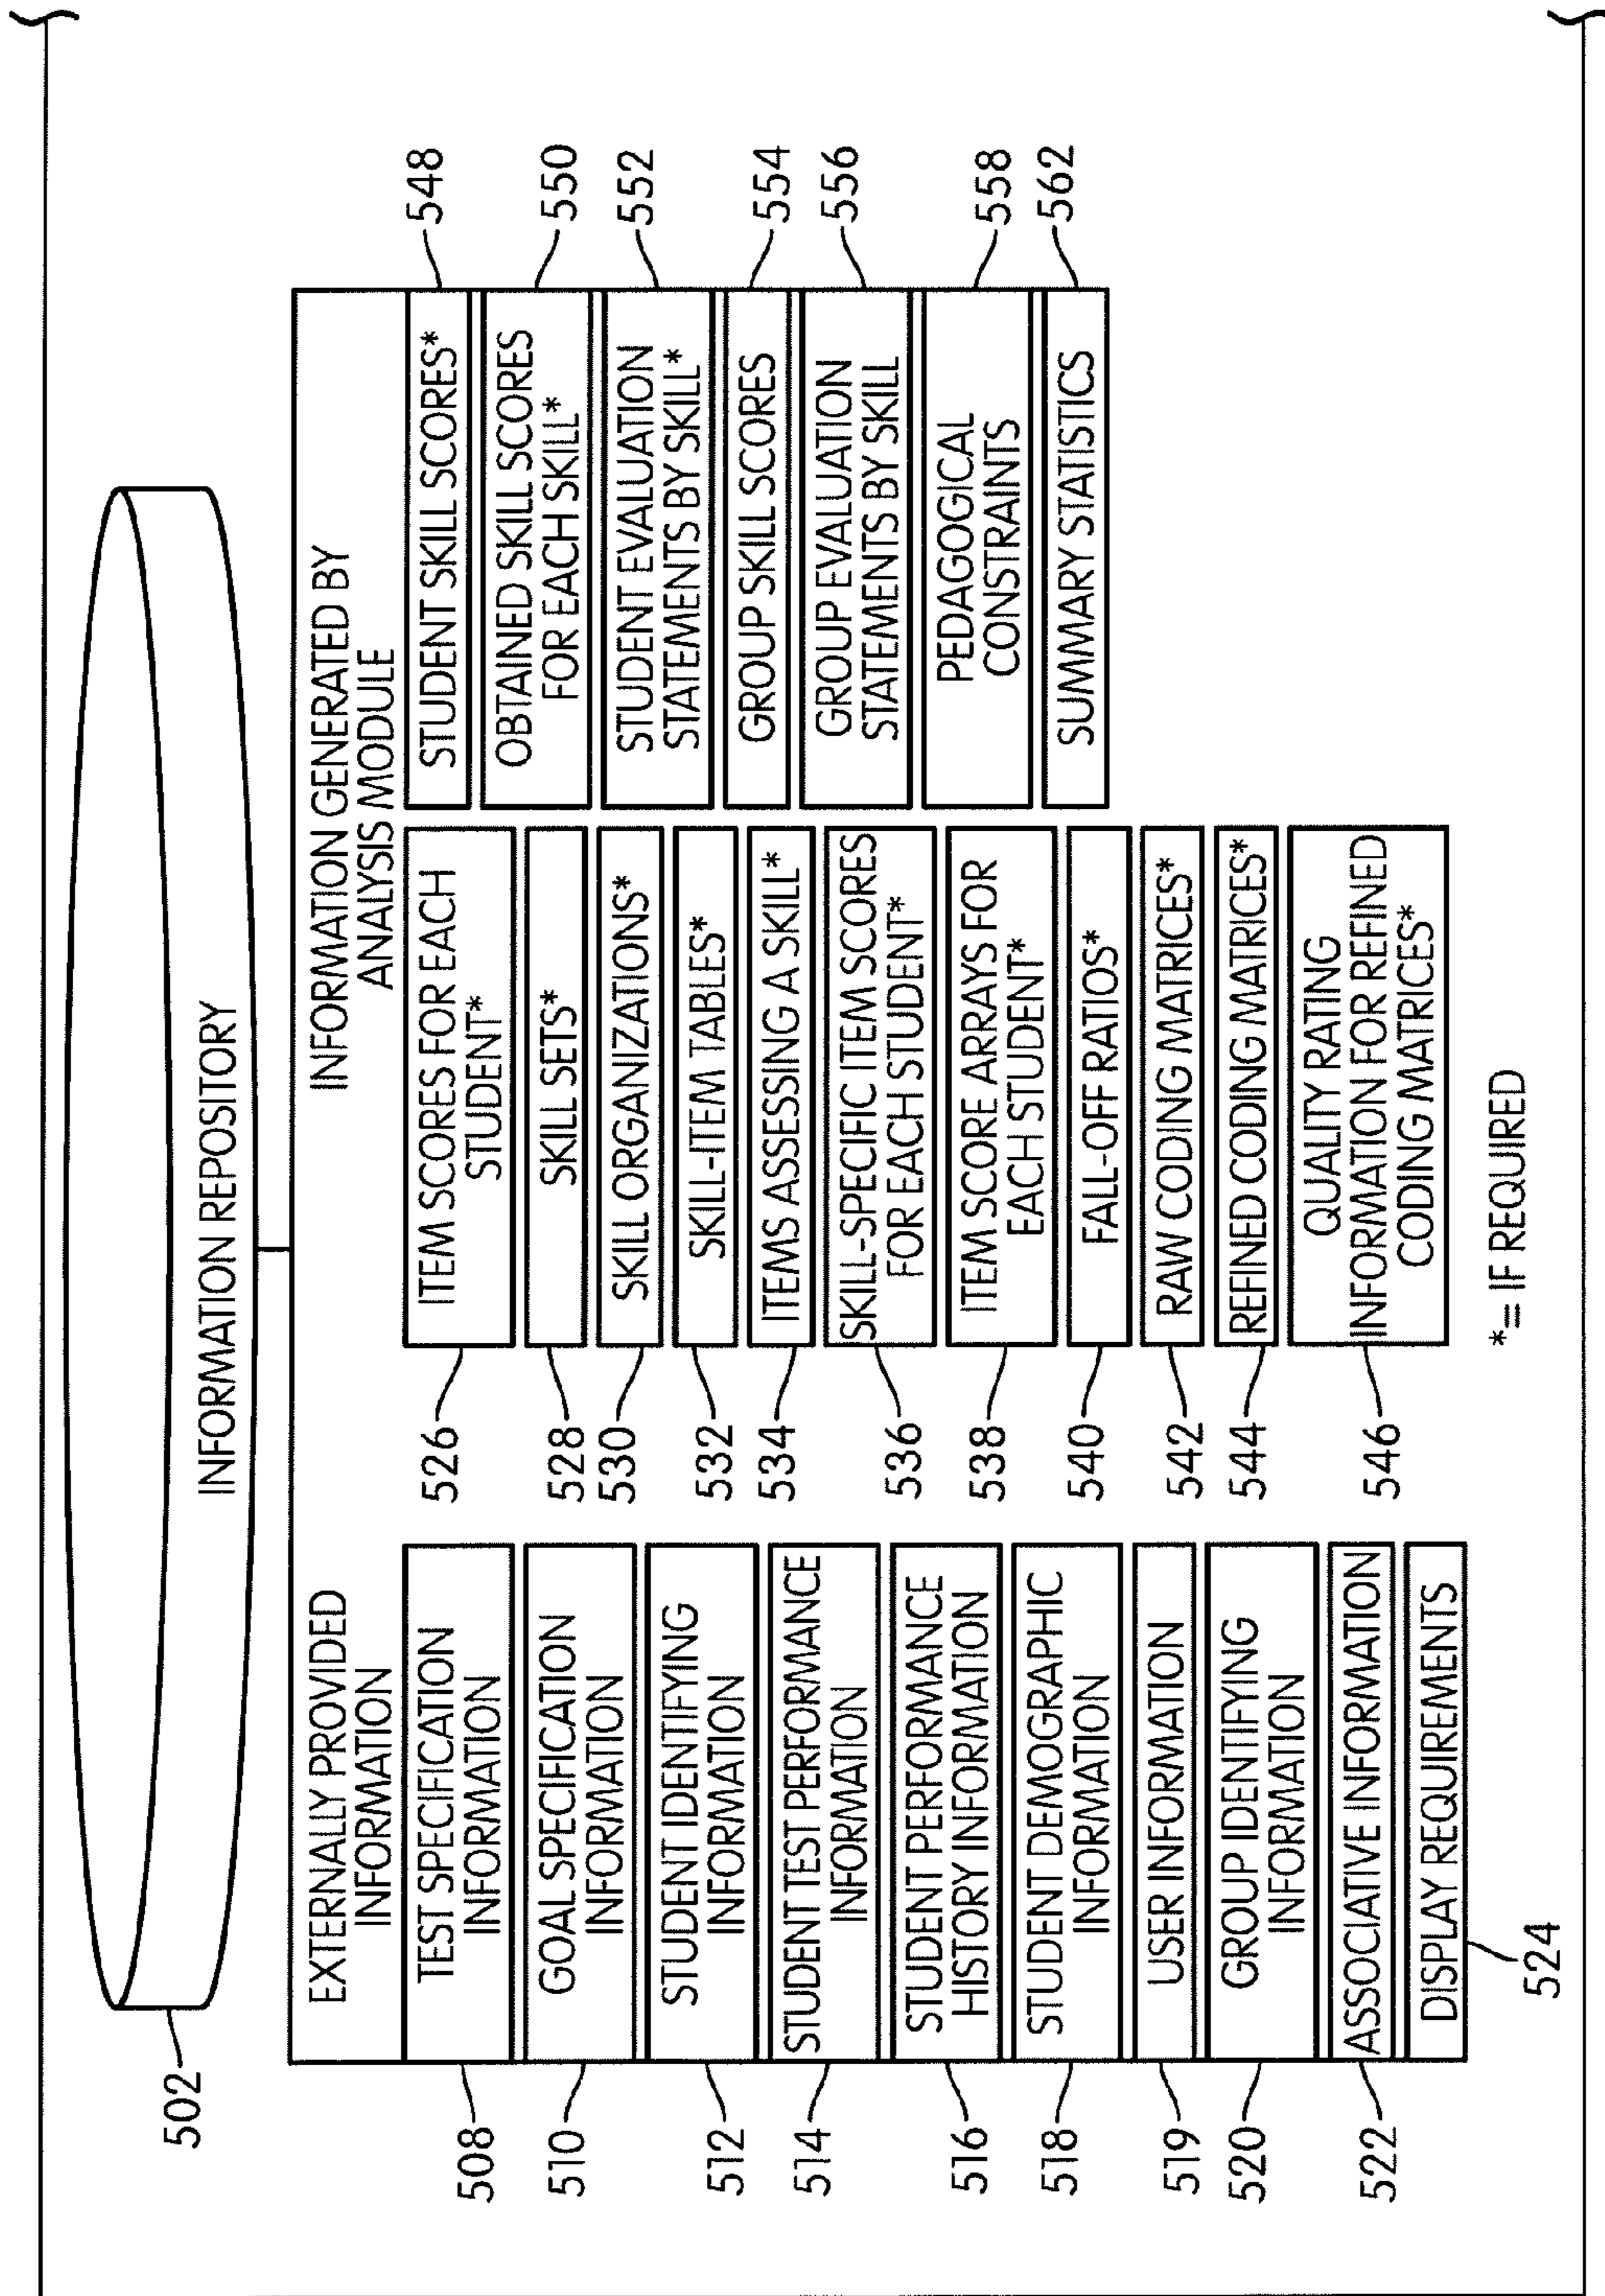 502
INFORMATION REPOSITORY
EXTERNALLY PROVIDED
INFORMATION
508
TEST SPECIFICATION
INFORMATION
510
GOAL SPECIFICATION
INFORMATION
512
STUDENT IDENTIFYING
INFORMATION
514
STUDENT TEST PERFORMANCE
INFORMATION
516
STUDENT PERFORMANCE
HISTORY INFORMATION
518
STUDENT DEMOGRAPHIC
INFORMATION
519
USER INFORMATION
520
GROUP IDENTIFYING
INFORMATION
522
ASSOCIATIVE INFORMATION
DISPLAY REQUIREMENTS
524
INFORMATION GENERATED BY
ANALYSIS MODULE
526
ITEM SCORES FOR EACH
STUDENT*
528
SKILL SETS*
530
SKILL ORGANIZATIONS*
532
SKILL-ITEM TABLES*
534
ITEMS ASSESSING A SKILL*
536
SKILL-SPECIFIC ITEM SCORES
FOR EACH STUDENT*
538
ITEM SCORE ARRAYS FOR
EACH STUDENT*
540
FALL-OFF RATIOS*
542
RAW CODING MATRICES*
544
REFINED CODING MATRICES*
546
QUALITY RATING
INFORMATION FOR REFINED
CODING MATRICES*
STUDENT SKILL SCORES*
548
OBTAINED SKILL SCORES
FOR EACH SKILL*
550
STUDENT EVALUATION
STATEMENTS BY SKILL*
552
GROUP SKILL SCORES
554
GROUP EVALUATION
STATEMENTS BY SKILL
556
PEDAGOGICAL
CONSTRAINTS
558
SUMMARY STATISTICS
562
*= IF REQUIRED